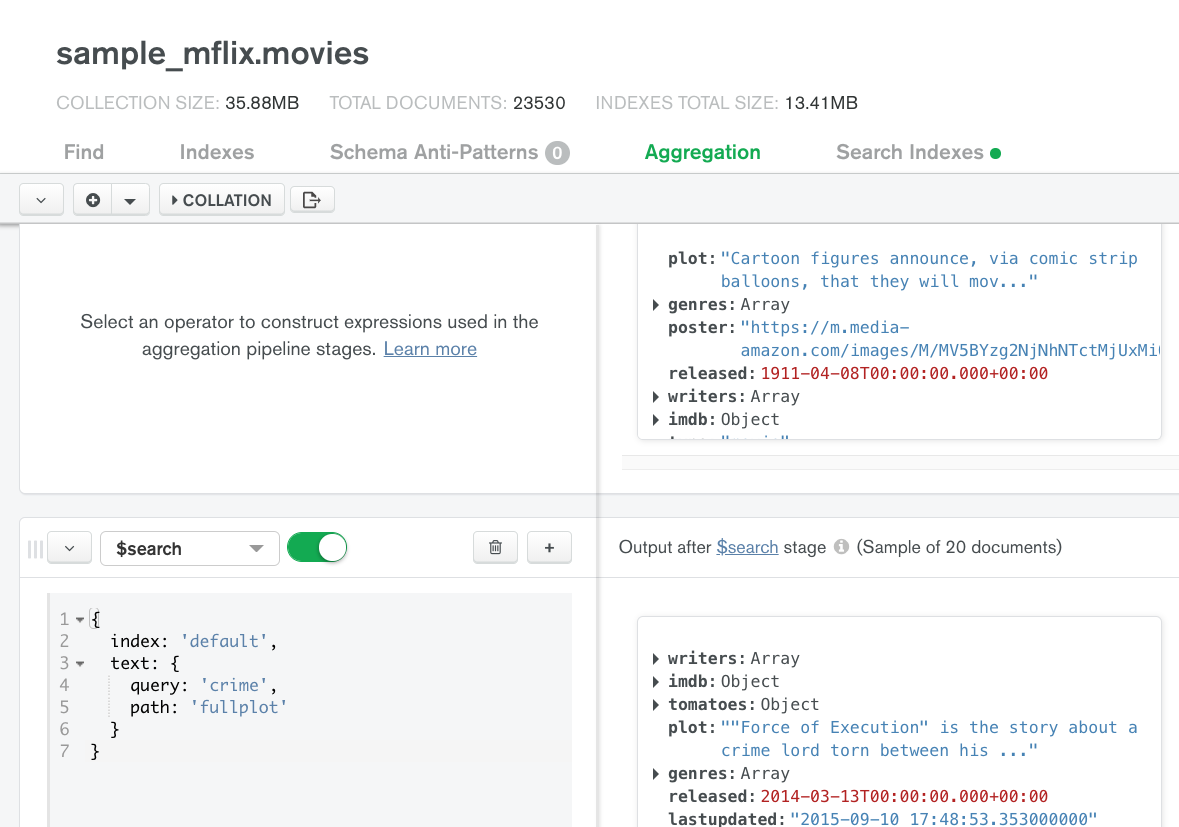 sample_mflix.movies
COLLECTION SIZE: 35.88MB TOTAL DOCUMENTS: 23530 INDEXES TOTAL SIZE: 13.41MB
Find Indexes Schema Anti-Patterns 0 Aggregation Search Indexes
COLLATION
Select an operator to construct expressions used in the
aggregation pipeline stages. Learn more
plot: "Cartoon figures announce, via comic strip
balloons, that they will mov..."
genres: Array
poster: "https://m.media-
amazon.com/images/M/MV5BYzg2NjNhNTctMjUxMi
released: 1911-04-08T00:00:00.000+00:00
writers: Array
imdb: Object
$search
Output after $search stage (Sample of 20 documents)
1 {
2 index: 'default',
3 text: {
4 query: 'crime',
5 path: 'fullplot'
6 }
7 }
writers: Array
imdb: Object
tomatoes: Object
plot: ""Force of Execution" is the story about a
crime lord torn between his ..."
genres: Array
released: 2014-03-13T00:00:00.000+00:00
lastupdated: "2015-09-10 17:48:53.353000000"